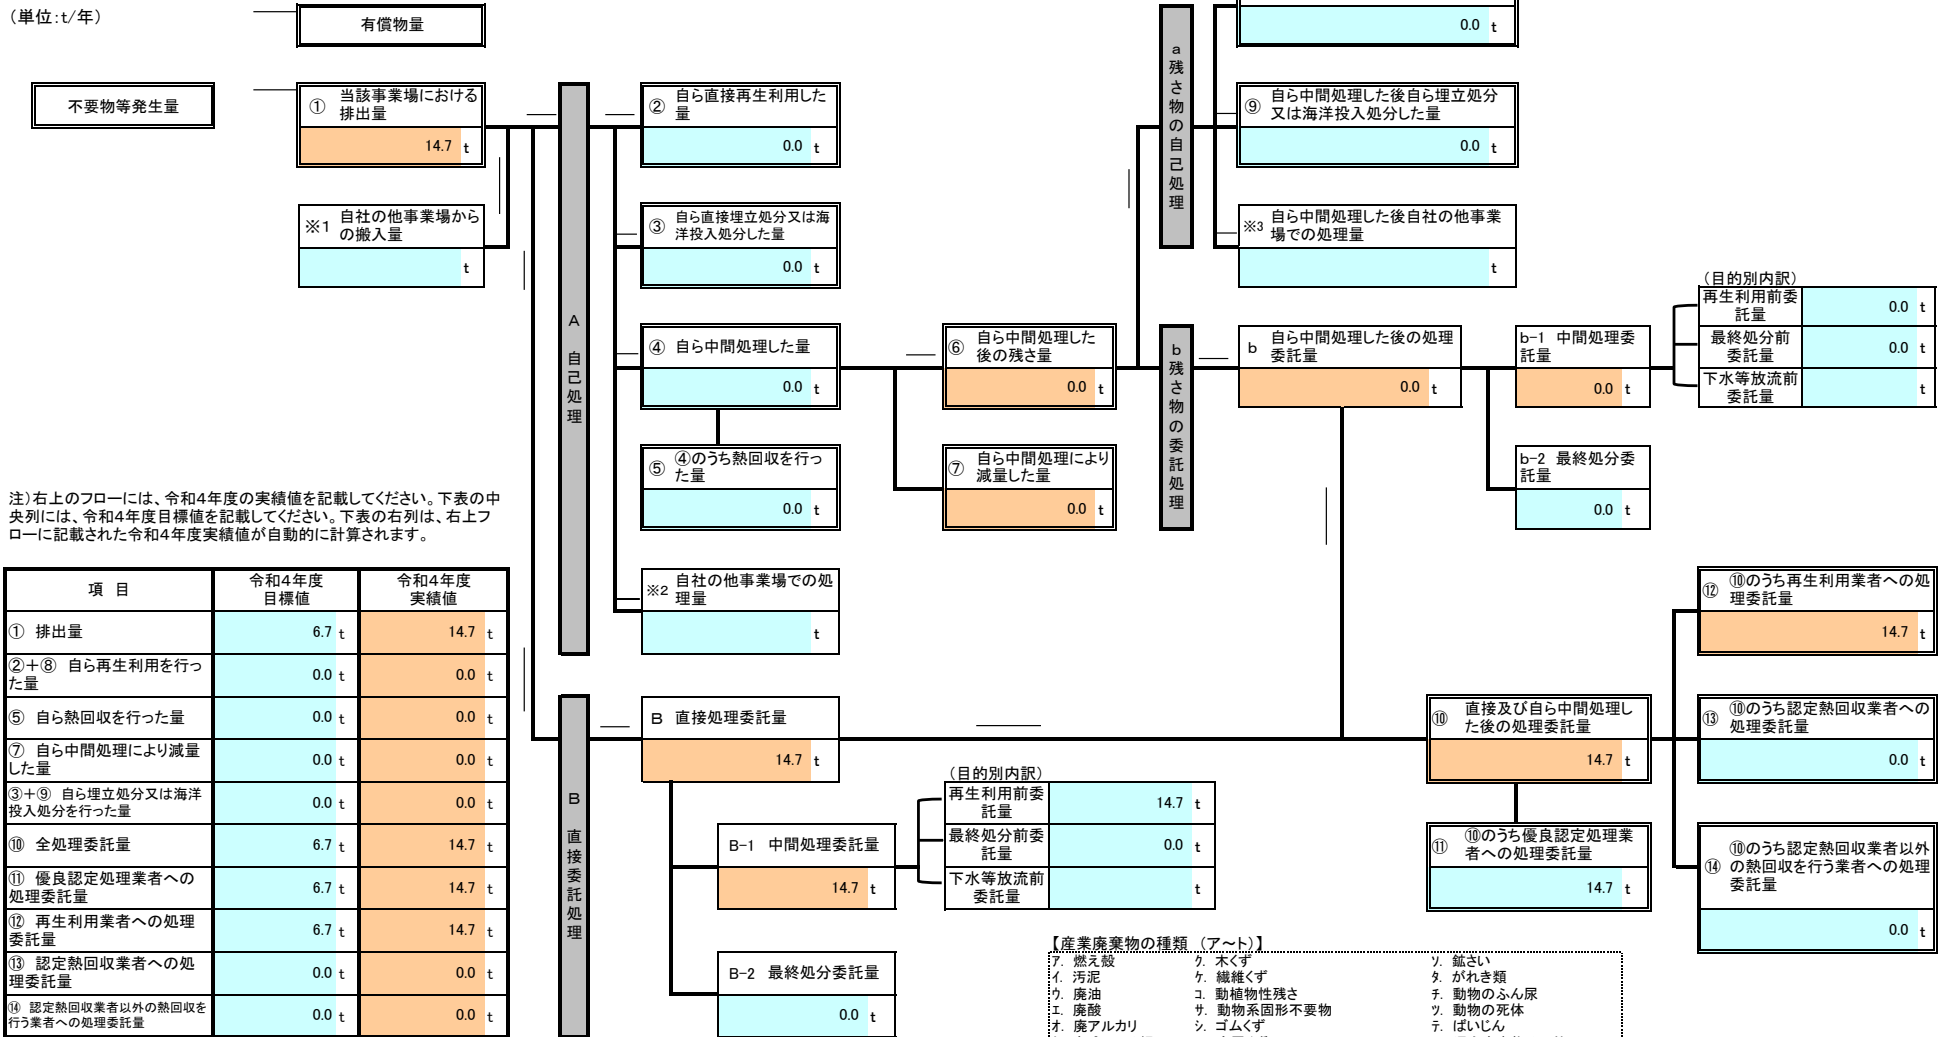 （単位：t/年）
有償物量
0.0 t
不要物等発生量
① 当該事業場における
排出量
14.7 t
※1 自社の他事業場から
の搬入量
t
A 自己処理
② 自ら直接再生利用した
量
0.0 t
③ 自ら直接埋立処分又は海
洋投入処分した量
0.0 t
④ 自ら中間処理した量
0.0 t
⑤ ④のうち熱回収を行っ
た量
0.0 t
※2 自社の他事業場での処
理量
t
⑥ 自ら中間処理した
後の残さ量
0.0 t
⑦ 自ら中間処理により
減量した量
0.0 t
a 残さ物の自己処理
⑨ 自ら中間処理した後自ら埋立処分
又は海洋投入処分した量
0.0 t
※3 自ら中間処理した後自社の他事業
場での処理量
t
b 残さ物の委託処理
b 自ら中間処理した後の処理
委託量
0.0 t
b-1 中間処理委
託量
0.0 t
b-2 最終処分委
託量
0.0 t
（目的別内訳）
再生利用前委
託量
0.0 t
最終処分前
委託量
0.0 t
下水等放流前
委託量
t
注）右上のフローには、令和4年度の実績値を記載してください。下表の中
央列には、令和4年度目標値を記載してください。下表の右列は、右上フ
ローに記載された令和4年度実績値が自動的に計算されます。
項 目
令和4年度
目標値
令和4年度
実績値
① 排出量
6.7 t
14.7 t
②＋⑧ 自ら再生利用を行っ
た量
0.0 t
0.0 t
⑤ 自ら熱回収を行った量
0.0 t
0.0 t
⑦ 自ら中間処理により減量
した量
0.0 t
0.0 t
③＋⑨ 自ら埋立処分又は海洋
投入処分を行った量
0.0 t
0.0 t
⑩ 全処理委託量
6.7 t
14.7 t
⑪ 優良認定処理業者への
処理委託量
6.7 t
14.7 t
⑫ 再生利用業者への処理
委託量
6.7 t
14.7 t
⑬ 認定熱回収業者への処
理委託量
0.0 t
0.0 t
⑭ 認定熱回収業者以外の熱回収を
行う業者への処理委託量
0.0 t
0.0 t
B 直接委託処理
B 直接処理委託量
14.7 t
B-1 中間処理委託量
14.7 t
B-2 最終処分委託量
0.0 t
（目的別内訳）
再生利用前委
託量
14.7 t
最終処分前委
託量
0.0 t
下水等放流前
委託量
t
⑩ 直接及び自ら中間処理し
た後の処理委託量
14.7 t
⑪ ⑩のうち優良認定処理業
者への処理委託量
14.7 t
⑫ ⑩のうち再生利用業者への処
理委託量
14.7 t
⑬ ⑩のうち認定熱回収業者への
処理委託量
0.0 t
⑭ ⑩のうち認定熱回収業者以外
の熱回収を行う業者への処理
委託量
0.0 t
【産業廃棄物の種類 （ア～ト）】
ア. 燃え殻 ク. 木くず ソ. 鉱さい
イ. 汚泥 ケ. 繊維くず タ. がれき類
ウ. 廃油 コ. 動植物性残さ チ. 動物のふん尿
エ. 廃酸 サ. 動物系固形不要物 ツ. 動物の死体
オ. 廃アルカリ シ. ゴムくず テ. ばいじん